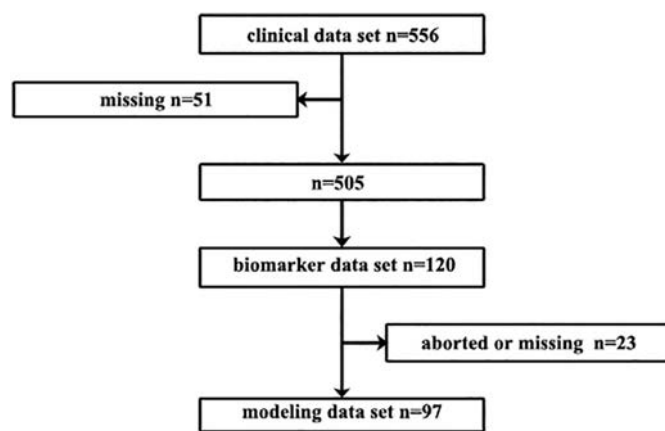 clinical data set n=556
missing n=51
n=505
biomarker data set n=120
aborted or missing n=23
modeling data set n=97